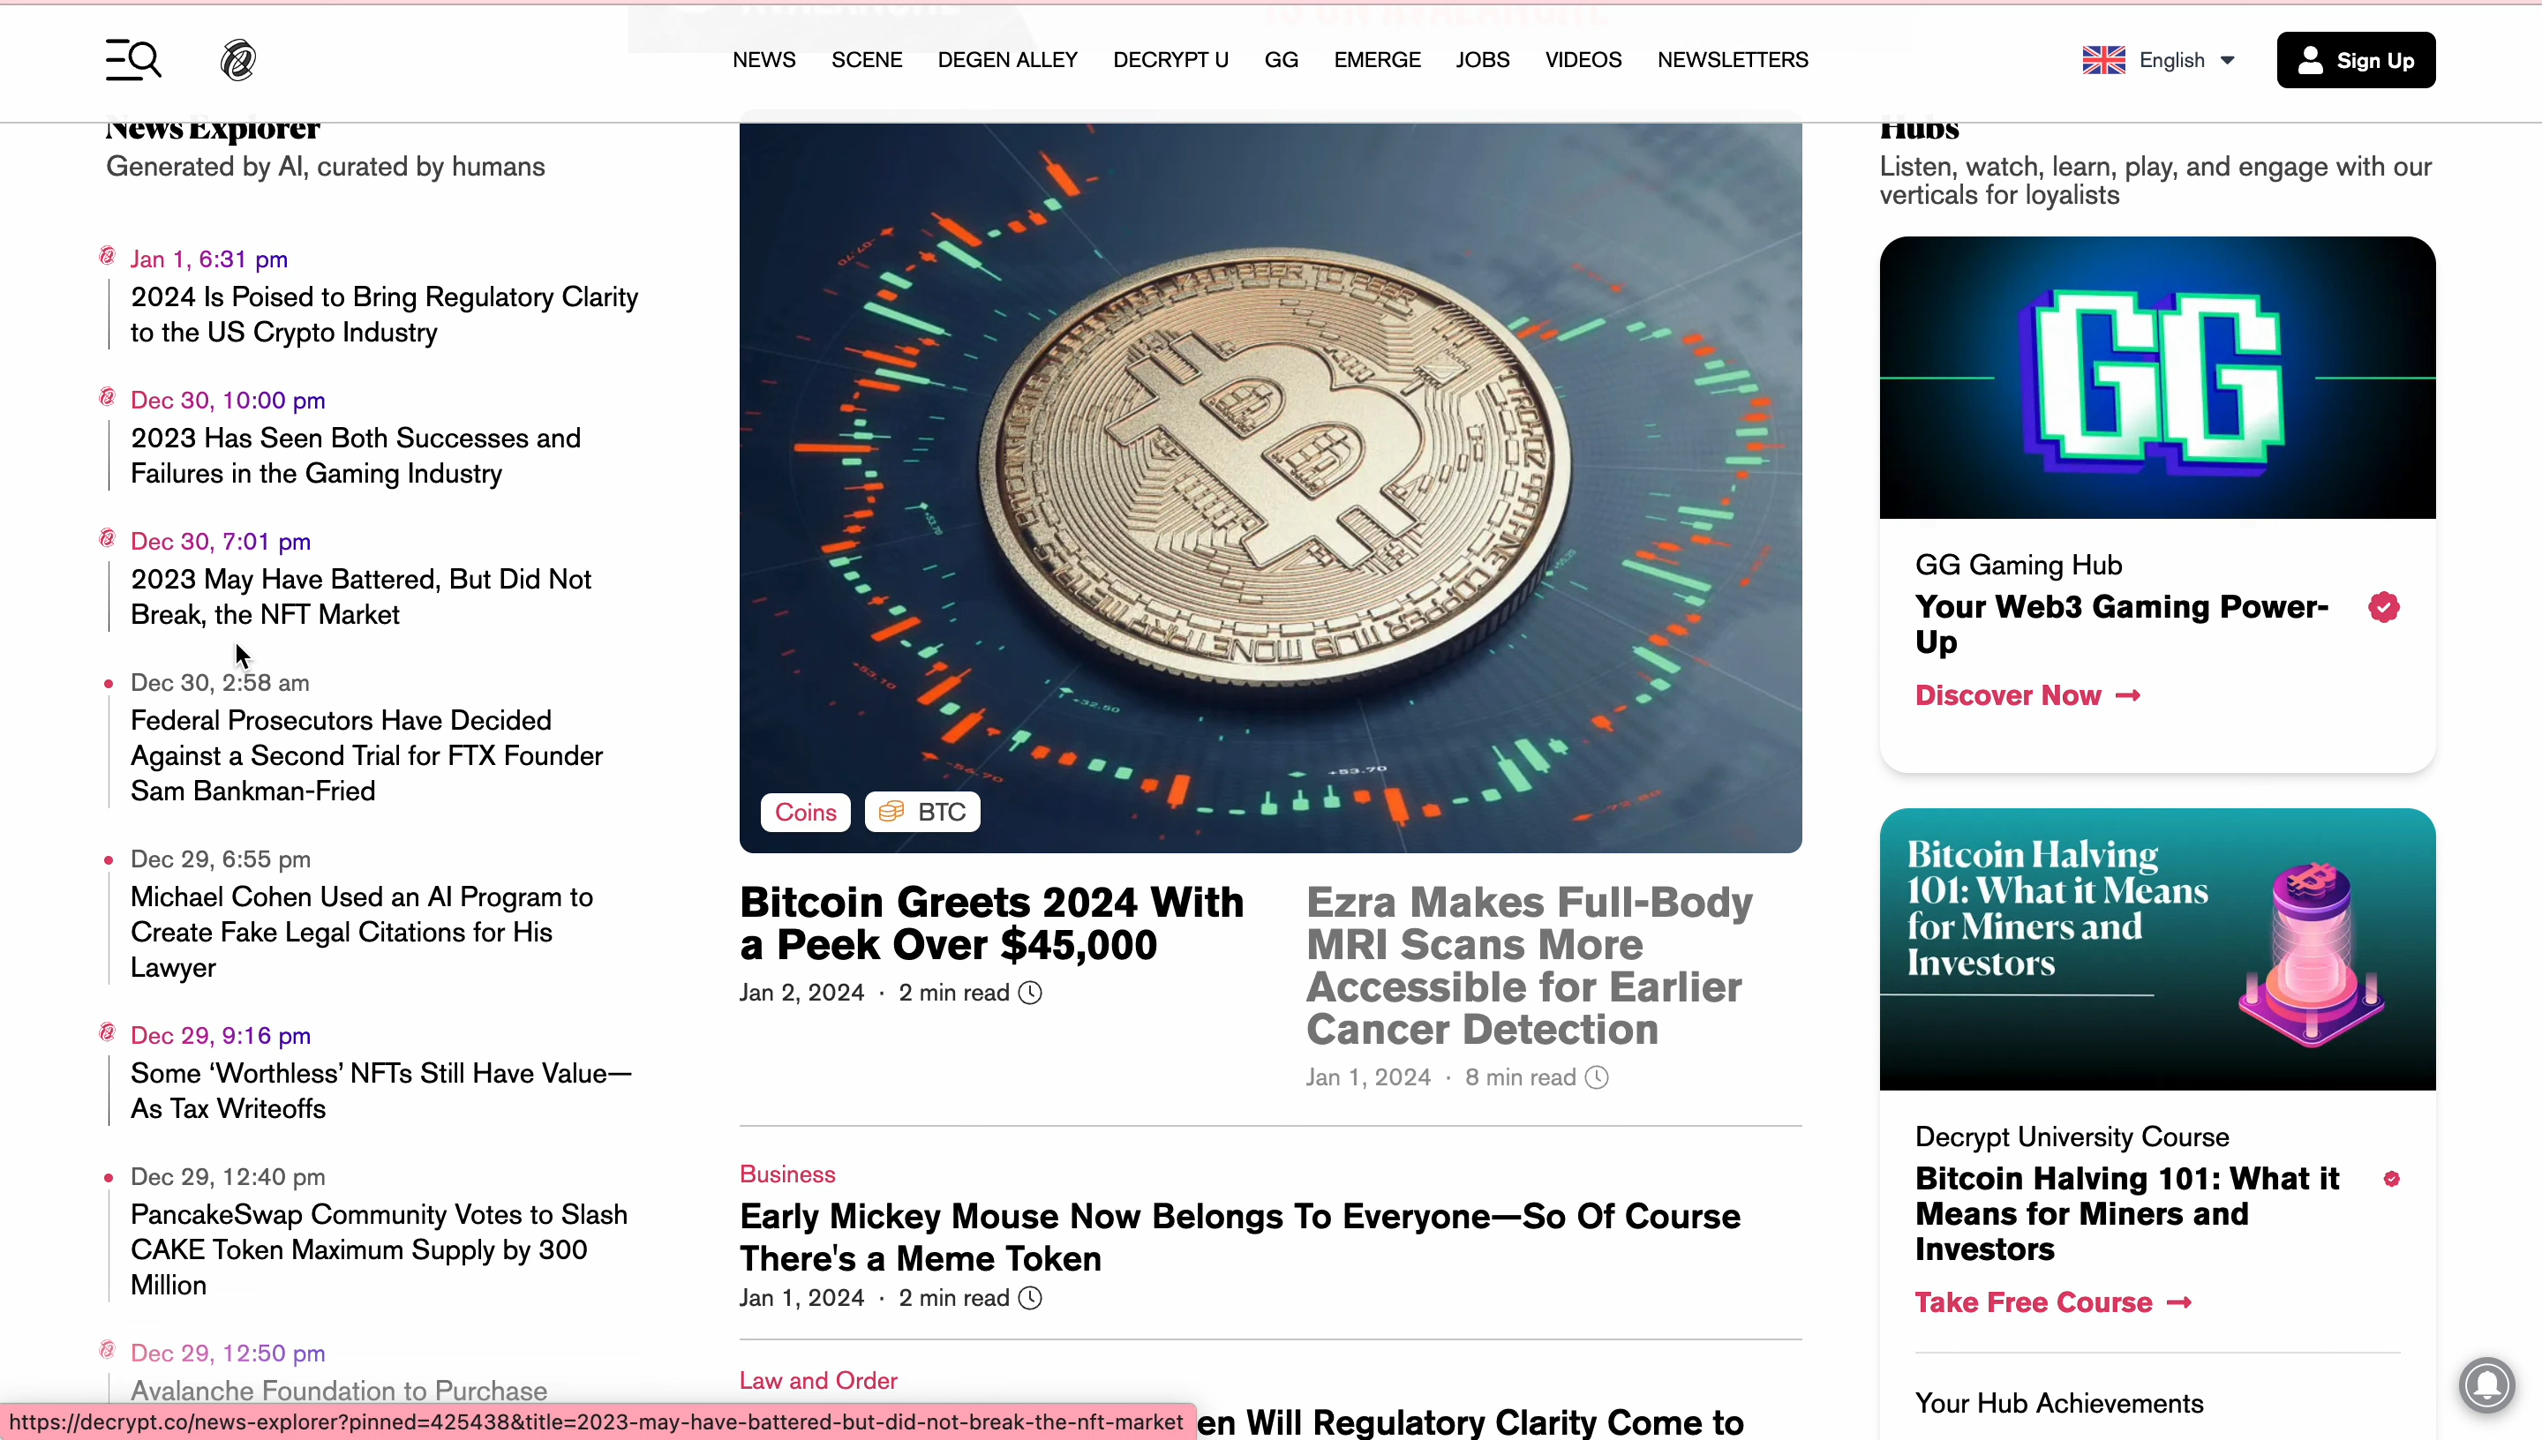 NEWS SCENE DEGEN ALLEY DECRYPT U GG EMERGE JOBS VIDEOS NEWSLETTERS
English
Sign Up
News Explorer
Generated by AI, curated by humans
Jan 1, 6:31 pm
2024 Is Poised to Bring Regulatory Clarity
to the US Crypto Industry
Dec 30, 10:00 pm
2023 Has Seen Both Successes and
Failures in the Gaming Industry
Dec 30, 7:01 pm
2023 May Have Battered, But Did Not
Break, the NFT Market
Dec 30, 2:58 am
Federal Prosecutors Have Decided
Against a Second Trial for FTX Founder
Sam Bankman-Fried
Dec 29, 6:55 pm
Michael Cohen Used an AI Program to
Create Fake Legal Citations for His
Lawyer
Dec 29, 9:16 pm
Some ‘Worthless’ NFTs Still Have Value—
As Tax Writeoffs
Dec 29, 12:40 pm
PancakeSwap Community Votes to Slash
CAKE Token Maximum Supply by 300
Million
Dec 29, 12:50 pm
Avalanche Foundation to Purchase
https://decrypt.co/news-explorer?pinned=425438&title=2023-may-have-battered-but-did-not-break-the-nft-market
+53.70
+32.50
Coins
BTC
Bitcoin Greets 2024 With
a Peek Over $45,000
Jan 2, 2024 · 2 min read
Ezra Makes Full-Body
MRI Scans More
Accessible for Earlier
Cancer Detection
Jan 1, 2024 · 8 min read
Business
Early Mickey Mouse Now Belongs To Everyone—So Of Course
There's a Meme Token
Jan 1, 2024 · 2 min read
Law and Order
en Will Regulatory Clarity Come to
Hubs
Listen, watch, learn, play, and engage with our
verticals for loyalists
GG
GG Gaming Hub
Your Web3 Gaming Power-
Up
Discover Now →
Bitcoin Halving
101: What it Means
for Miners and
Investors
Decrypt University Course
Bitcoin Halving 101: What it
Means for Miners and
Investors
Take Free Course →
Your Hub Achievements